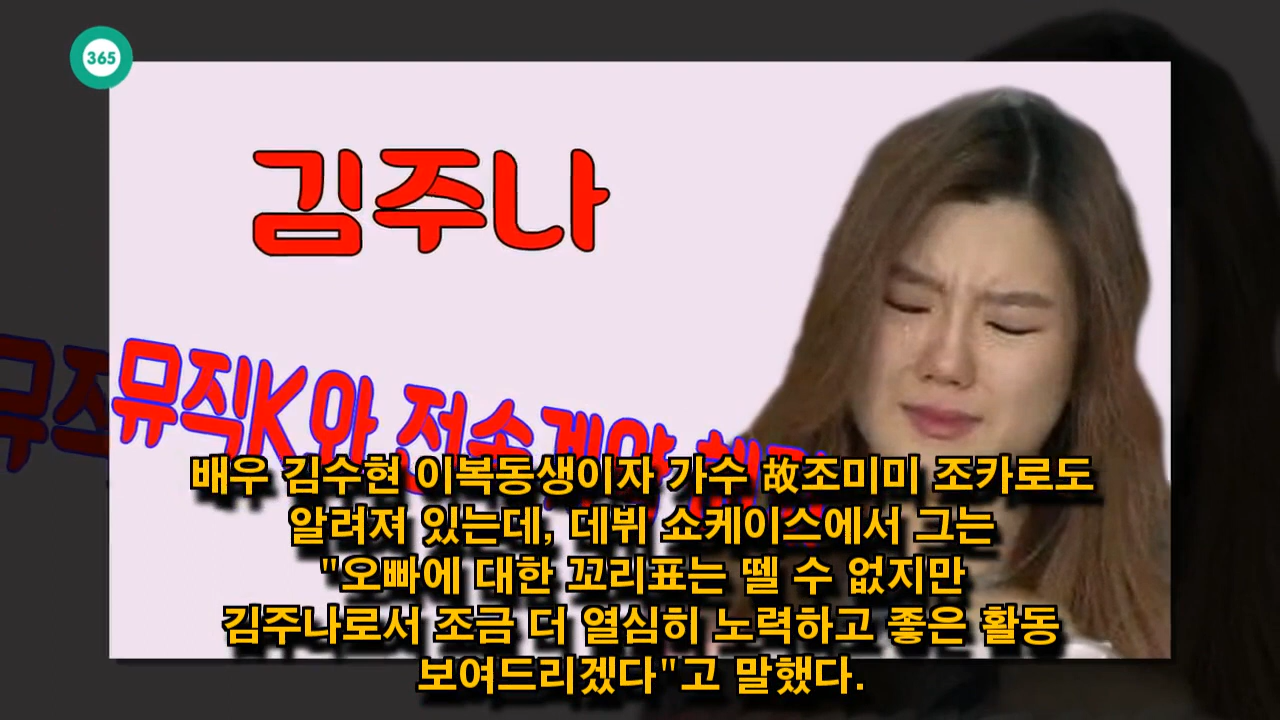 365
김주나
뮤직K와 전속계약
배우 김수현 이복동생이자 가수 故조미미 조카로도
알려져 있는데, 데뷔 쇼케이스에서 그는
"오빠에 대한 꼬리표는 뗄 수 없지만
김주나로서 조금 더 열심히 노력하고 좋은 활동
보여드리겠다"고 말했다.